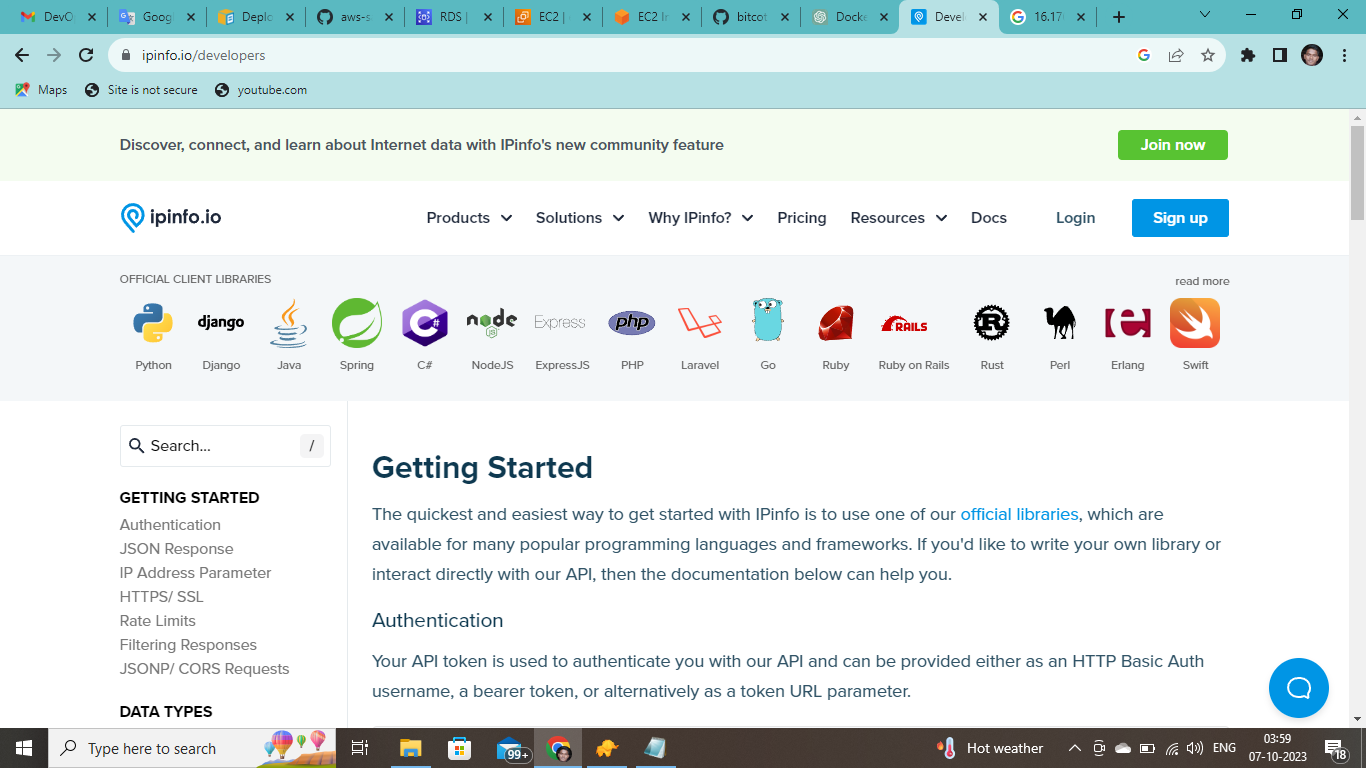 DevO
Goog
Deplo
aws-s
RDS |
EC2 |
EC2 In
bitcot
Docke
Devel
16.17
ipinfo.io/developers
Maps
Site is not secure
youtube.com
Discover, connect, and learn about Internet data with IPinfo's new community feature
Join now
ipinfo.io
Products
Solutions
Why IPinfo?
Pricing
Resources
Docs
Login
Sign up
OFFICIAL CLIENT LIBRARIES
read more
django
node
JS
Express
php
RAILS
Python
Django
Java
Spring
C#
NodeJS
ExpressJS
PHP
Laravel
Go
Ruby
Ruby on Rails
Rust
Perl
Erlang
Swift
Search...
/
GETTING STARTED
Authentication
JSON Response
IP Address Parameter
HTTPS/ SSL
Rate Limits
Filtering Responses
JSONP/ CORS Requests
DATA TYPES
Getting Started
The quickest and easiest way to get started with IPinfo is to use one of our official libraries, which are
available for many popular programming languages and frameworks. If you'd like to write your own library or
interact directly with our API, then the documentation below can help you.
Authentication
Your API token is used to authenticate you with our API and can be provided either as an HTTP Basic Auth
username, a bearer token, or alternatively as a token URL parameter.
Type here to search
99+
Hot weather
ENG
03:59
07-10-2023
18